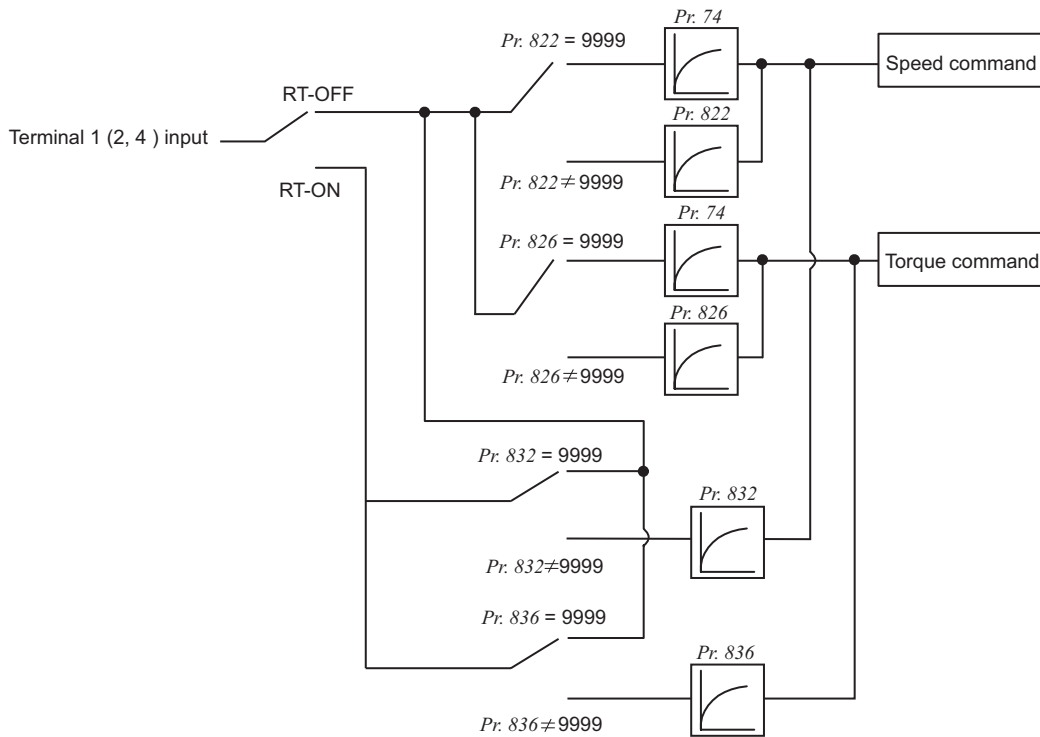 Pr. 74
Pr. 822 = 9999
Speed command
RT-OFF
Terminal 1 (2, 4 ) input
Pr. 822
Pr. 822≠9999
RT-ON
Pr. 74
Pr. 826 = 9999
Torque command
Pr. 826
Pr. 826≠9999
Pr. 832 = 9999
Pr. 832
Pr. 832≠9999
Pr. 836 = 9999
Pr. 836
Pr. 836≠9999